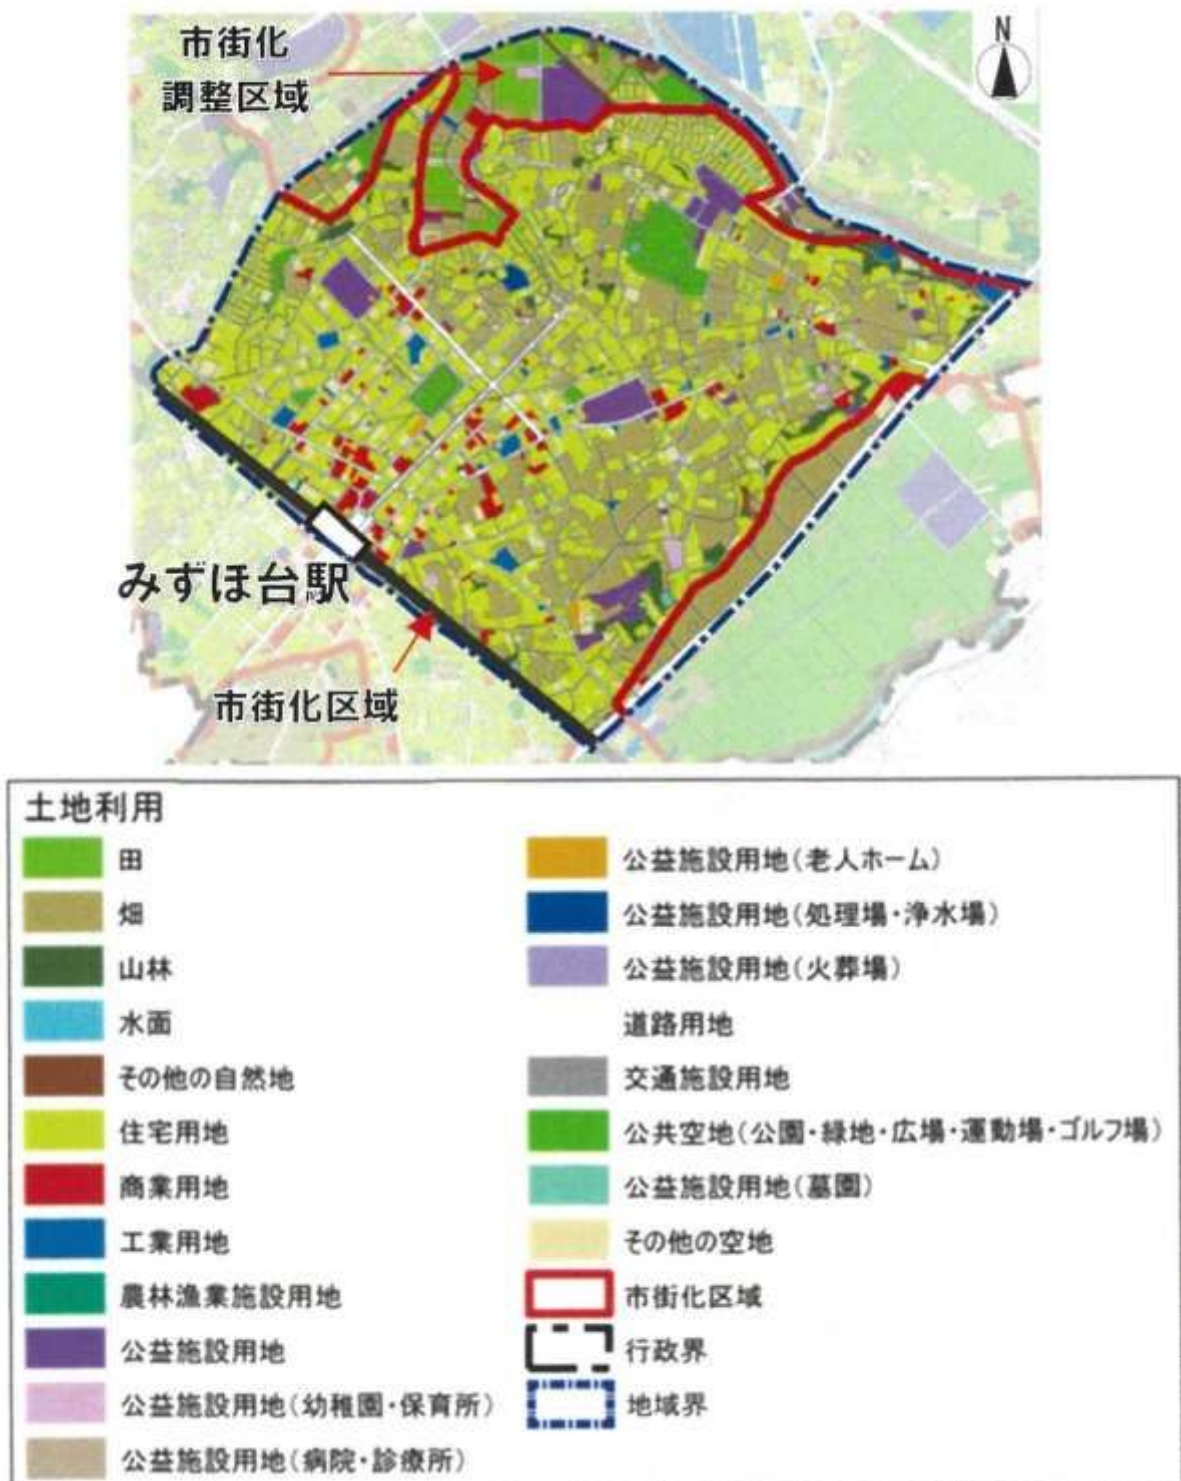 市街化
調整区域
N
みずほ台駅
市街化区域
土地利用
田
畑
山林
水面
その他の自然地
住宅用地
商業用地
工業用地
農林漁業施設用地
公益施設用地
公益施設用地(幼稚園・保育所)
公益施設用地(病院・診療所)
公益施設用地(老人ホーム)
公益施設用地(処理場・浄水場)
公益施設用地(火葬場)
道路用地
交通施設用地
公共空地(公園・緑地・広場・運動場・ゴルフ場)
公益施設用地(墓園)
その他の空地
市街化区域
行政界
地域界